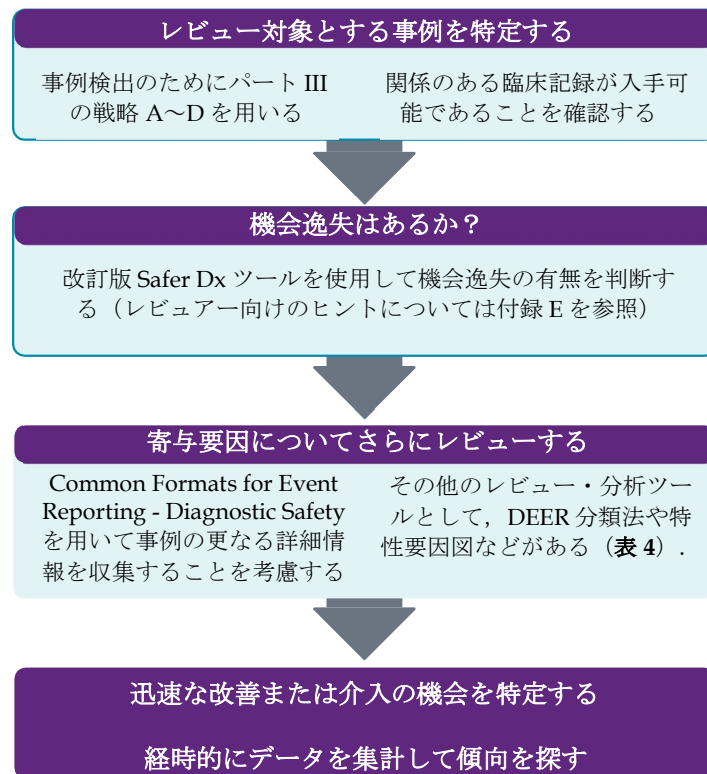 レビュー対象とする事例を特定する
事例検出のためにパート III
の戦略 A～D を用いる
関係のある臨床記録が入手可
能であることを確認する
機会逸失はあるか？
改訂版 Safer Dx ツールを使用して機会逸失の有無を判断す
る（レビュアー向けのヒントについては付録 E を参照）
寄与要因についてさらにレビューする
Common Formats for Event
Reporting - Diagnostic Safety
を用いて事例の更なる詳細情
報を収集することを考慮する
その他のレビュー・分析ツー
ルとして，DEER 分類法や特
性要因図などがある（表 4）.
迅速な改善または介入の機会を特定する
経時的にデータを集計して傾向を探す